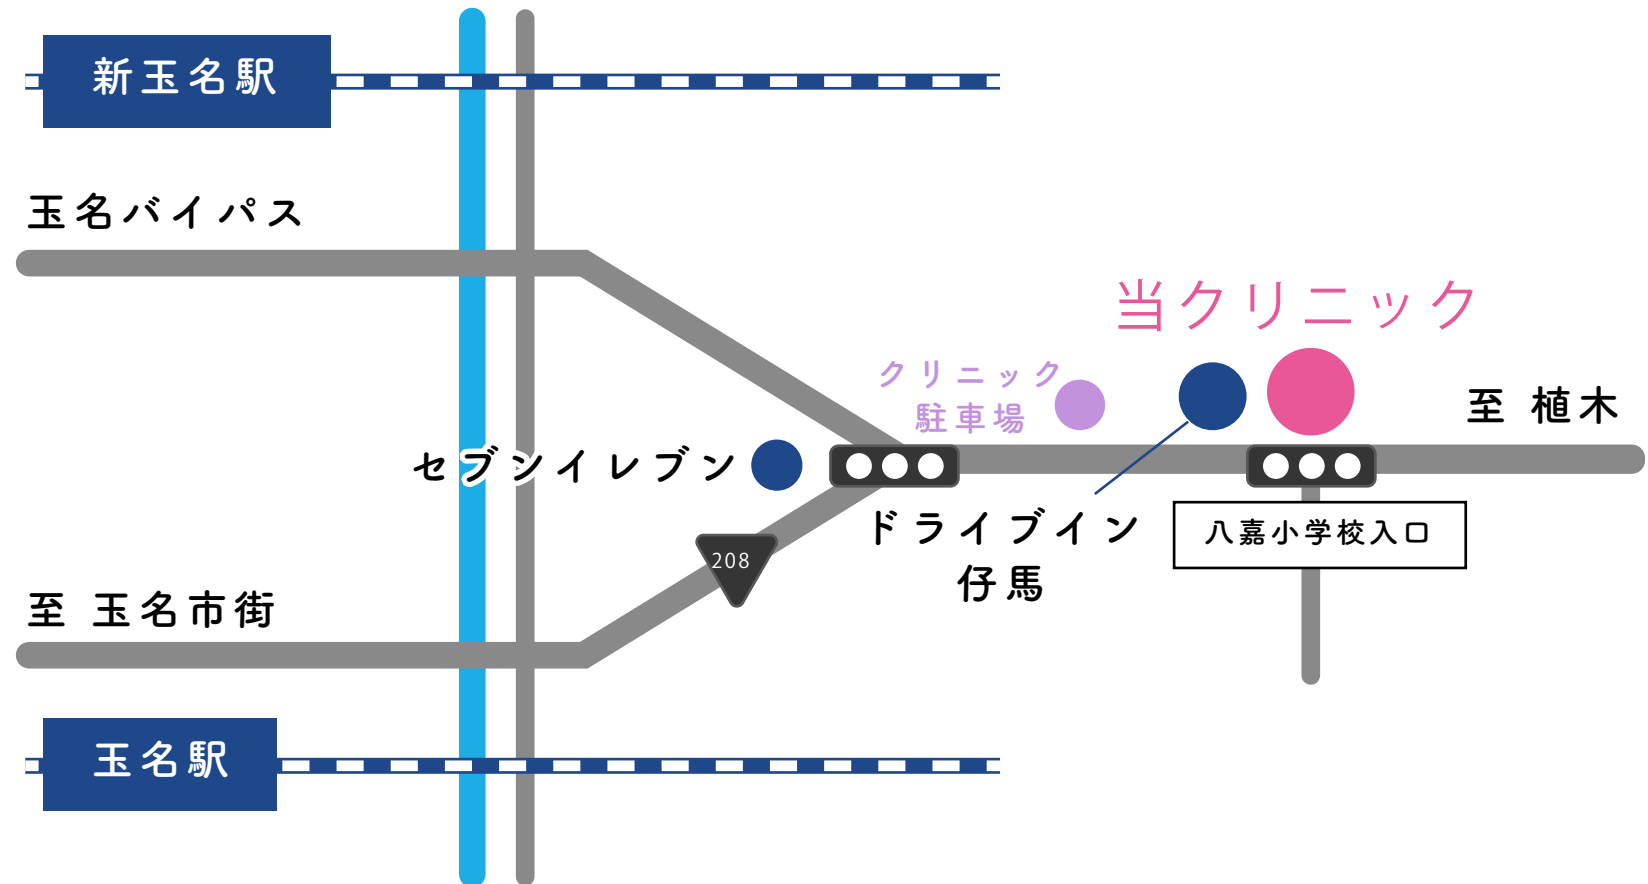 新玉名駅
玉名バイパス
当クリニック
クリニック
駐車場
至 植木
セブンイレブン
ドライブイン
仔馬
八嘉小学校入口
208
至 玉名市街
玉名駅